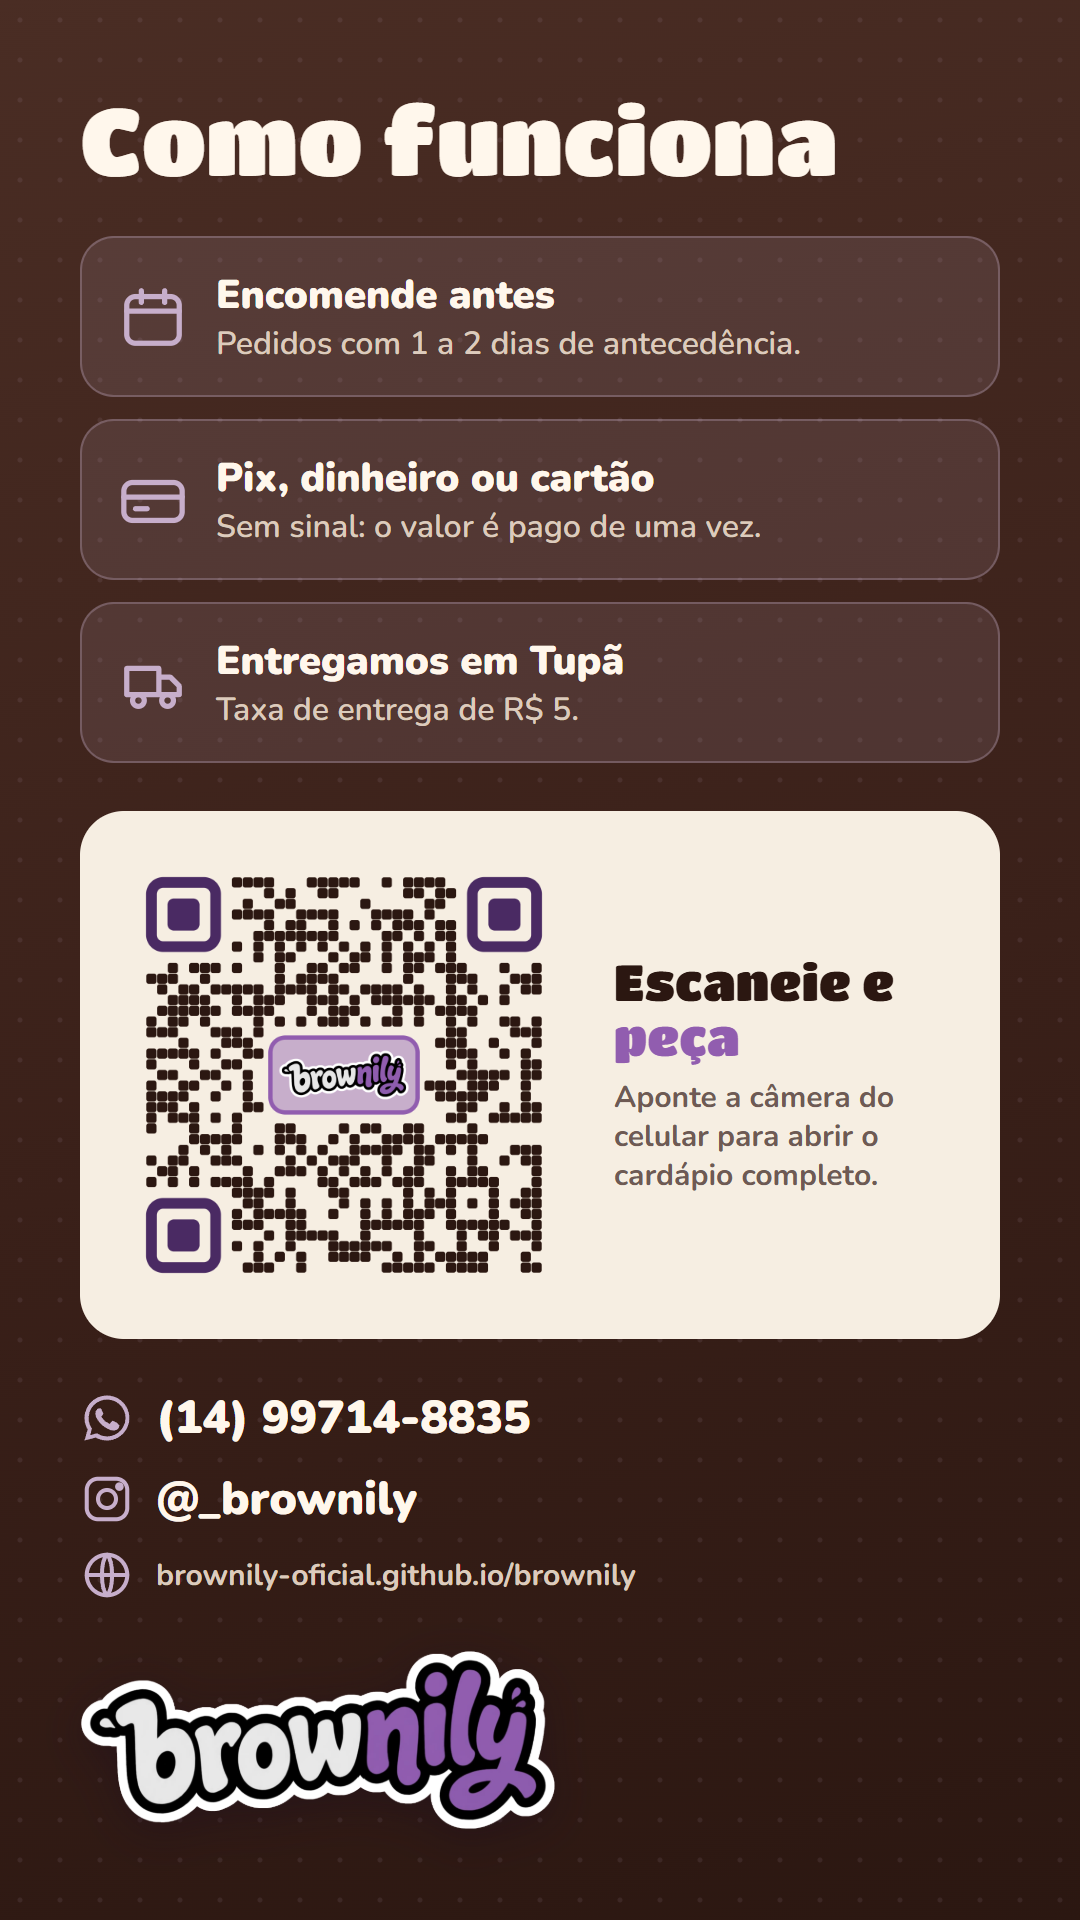 Como funciona
Encomende antes
Pedidos com 1 a 2 dias de antecedência.
Pix, dinheiro ou cartão
Sem sinal: o valor é pago de uma vez.
Entregamos em Tupã
Taxa de entrega de R$ 5.
brownily
Escaneie e
peça
Aponte a câmera do
celular para abrir o
cardápio completo.
(14) 99714-8835
@_brownily
brownily-oficial.github.io/brownily
brownily